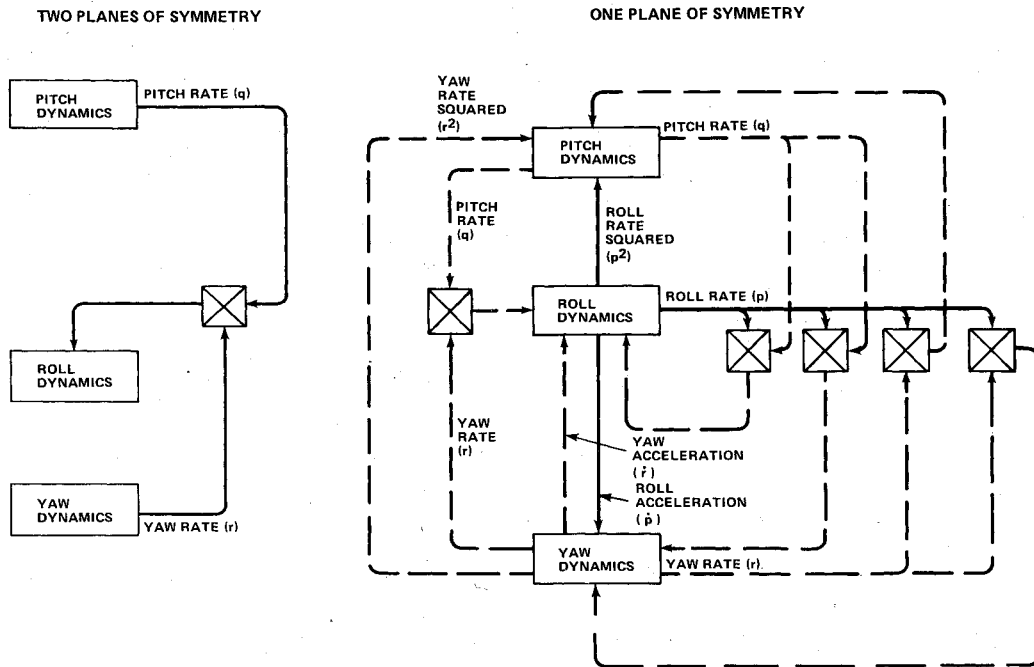 TWO PLANES OF SYMMETRY
PITCH
DYNAMICS
PITCH RATE (q)
ROLL
DYNAMICS
YAW
DYNAMICS
YAW RATE (r)
ONE PLANE OF SYMMETRY
YAW
RATE
SQUARED
(r²)
PITCH
DYNAMICS
PITCH RATE (q)
PITCH
RATE
(q)
ROLL
RATE
SQUARED
(p²)
ROLL
DYNAMICS
ROLL RATE (p)
YAW
RATE
(r)
YAW
ACCELERATION
(ṙ)
ROLL
ACCELERATION
(ṗ)
YAW
DYNAMICS
YAW RATE (r)